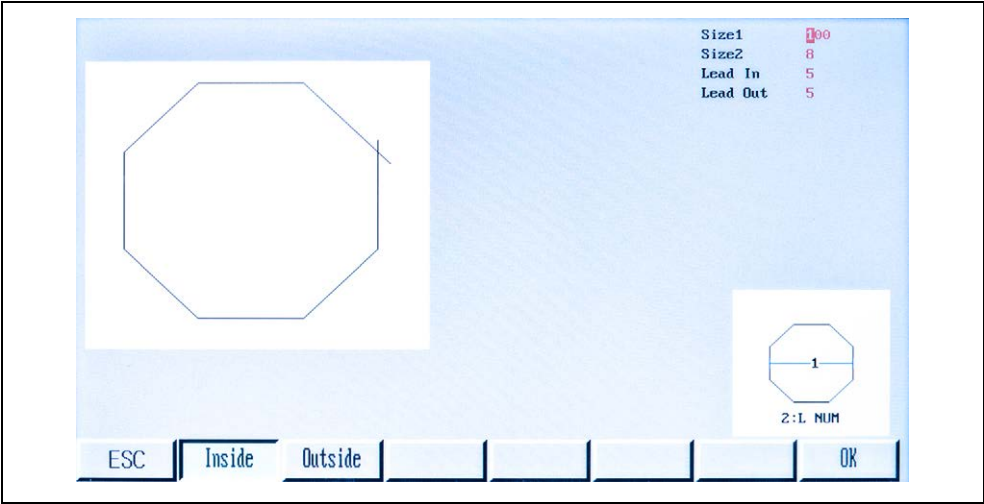 Size1 100
Size2 8
Lead In 5
Lead Out 5
1
2:L NUM
ESC Inside Outside OK